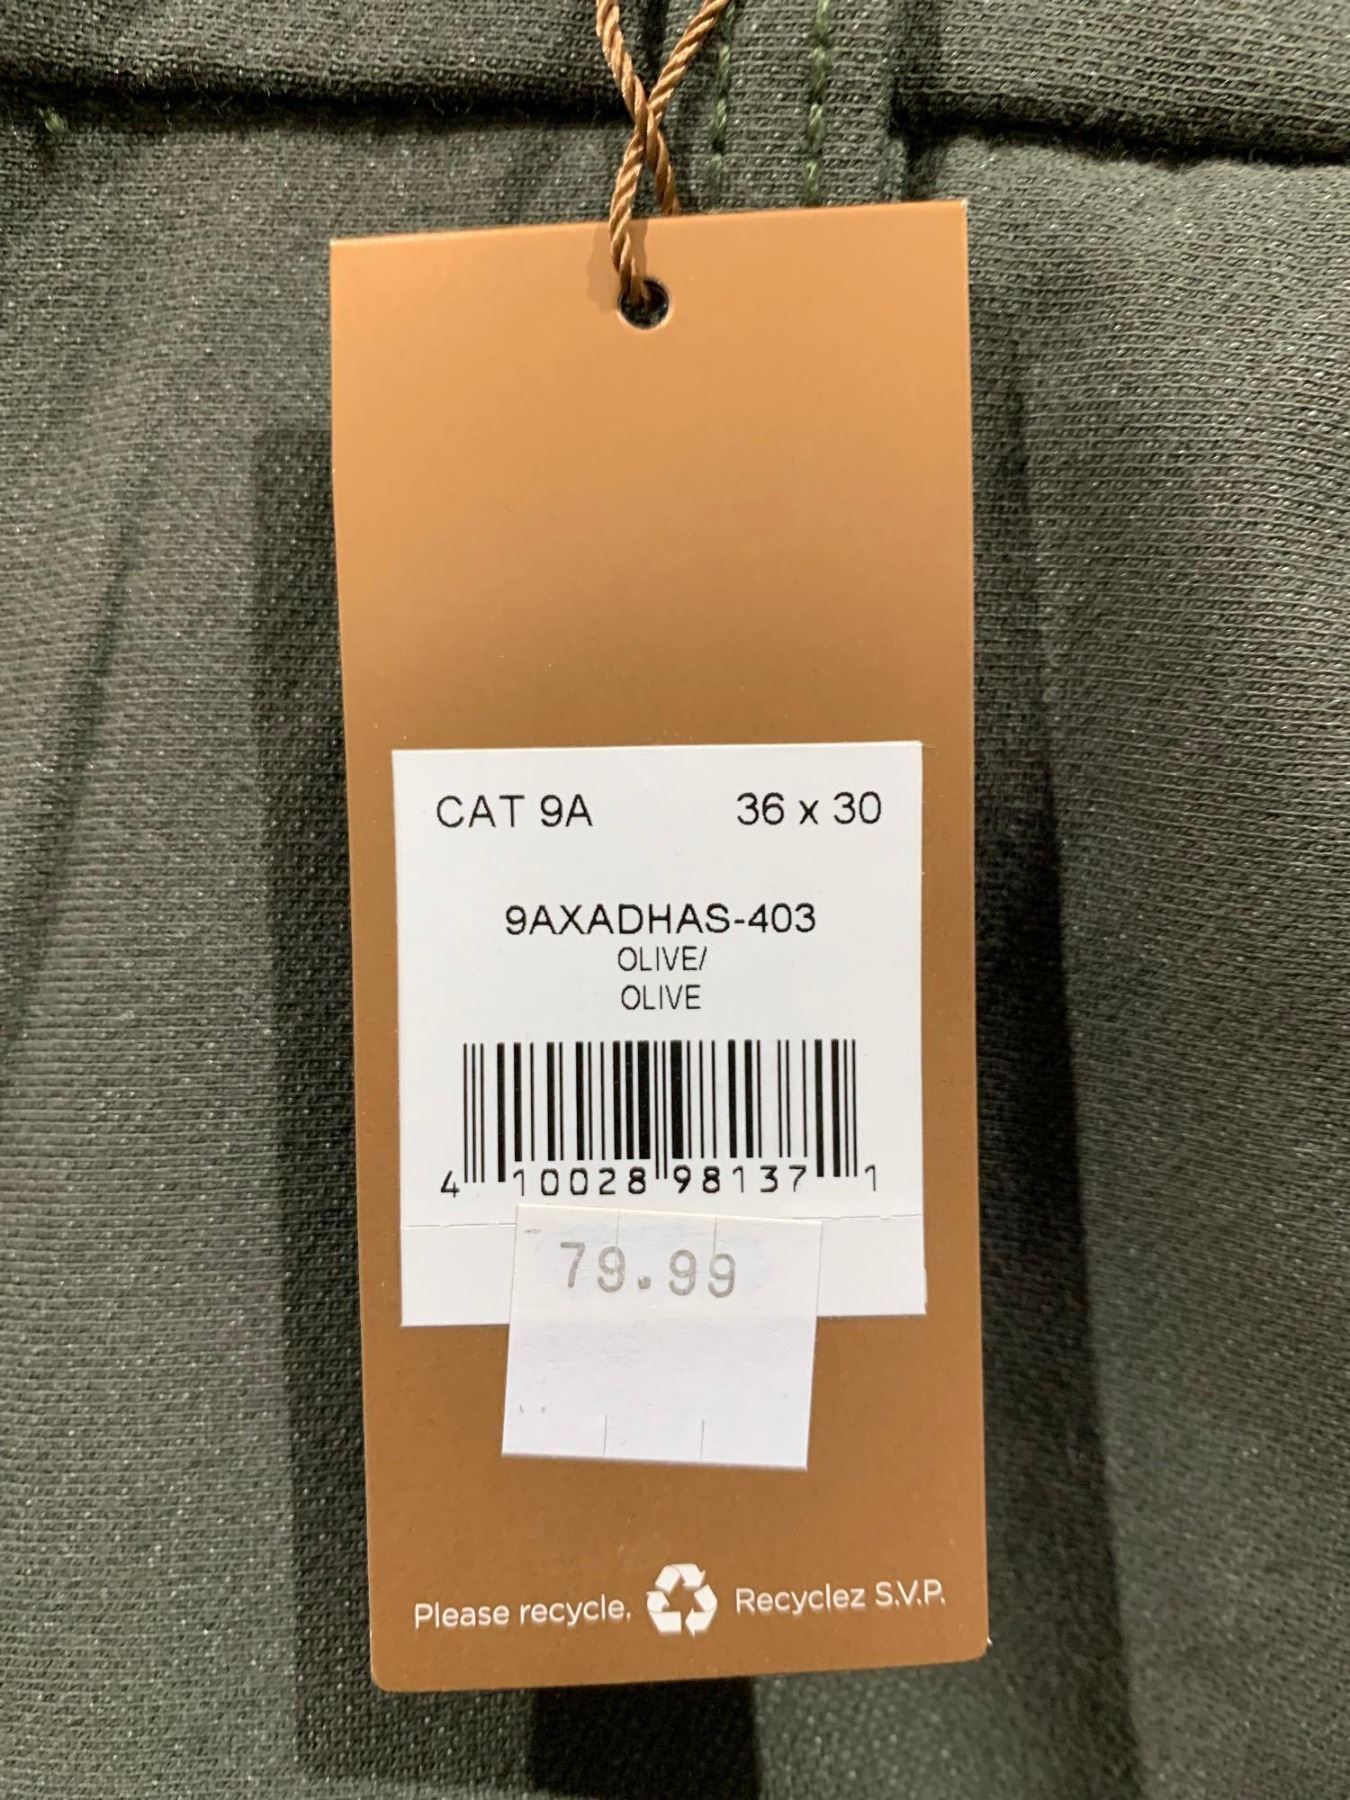 CAT 9A 36 x 30
9AXADHAS-403
OLIVE/
OLIVE
4 10028 98137 1
79.99
Please recycle. Recyclez S.V.P.